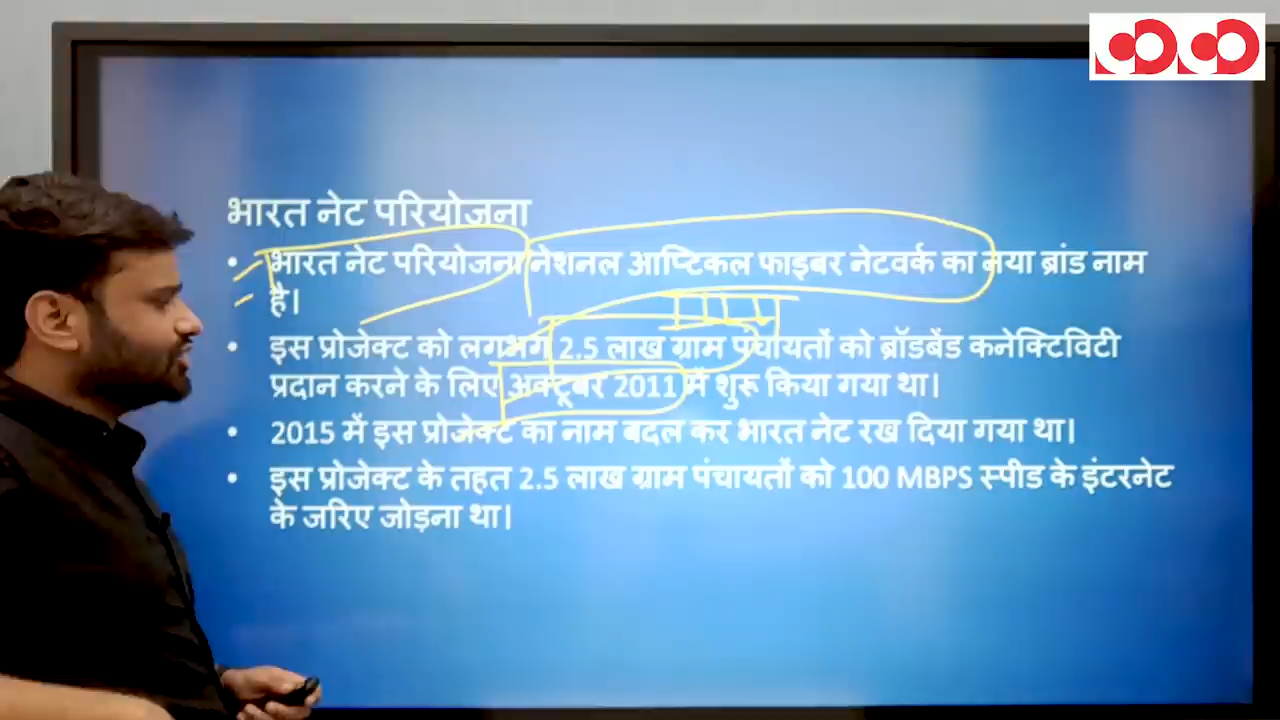 भारत नेट परियोजना
• भारत नेट परियोजना नेशनल आप्टिकल फाइबर नेटवर्क का नया ब्रांड नाम
है।
• इस प्रोजेक्ट को लगभग 2.5 लाख ग्राम पंचायतों को ब्रॉडबेंड कनेक्टिविटी
प्रदान करने के लिए अक्टूबर 2011 में शुरू किया गया था।
• 2015 में इस प्रोजेक्ट का नाम बदल कर भारत नेट रख दिया गया था।
• इस प्रोजेक्ट के तहत 2.5 लाख ग्राम पंचायतों को 100 MBPS स्पीड के इंटरनेट
के जरिए जोड़ना था।